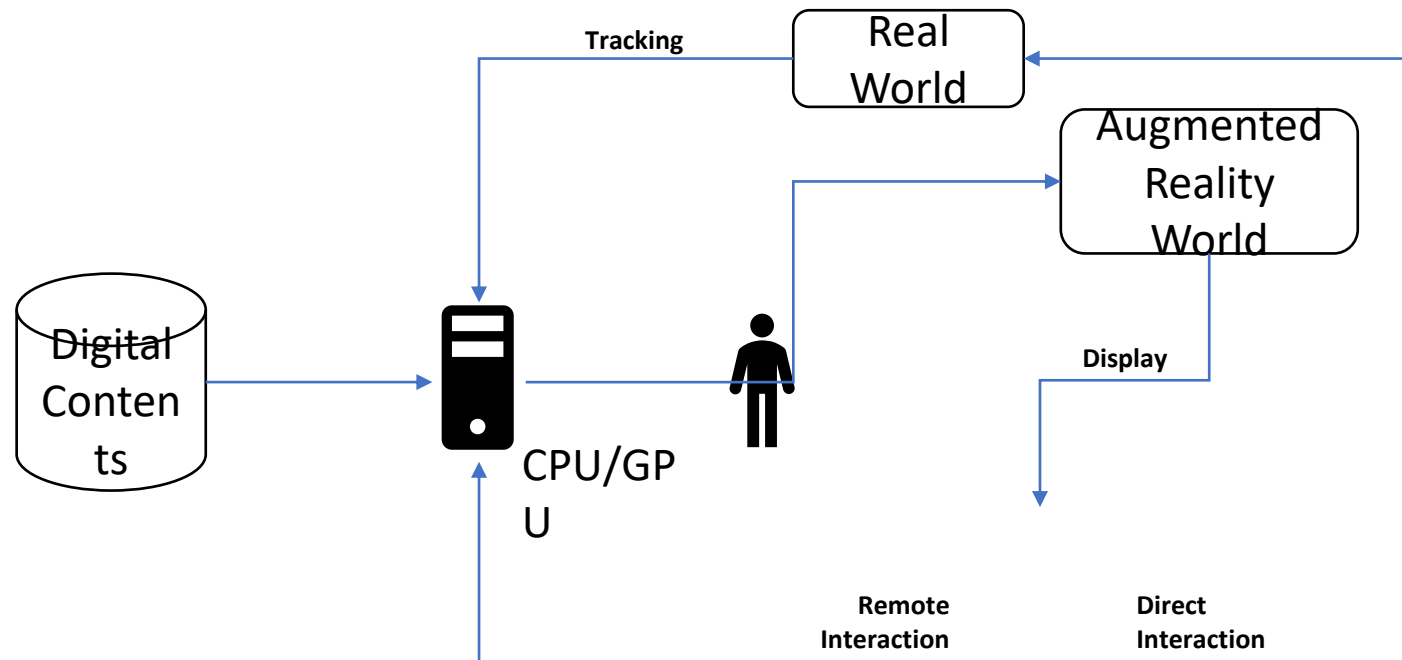 Tracking
Real
World
Augmented
Reality
World
Digital
Conten
ts
Display
CPU/GP
U
Remote
Interaction
Direct
Interaction